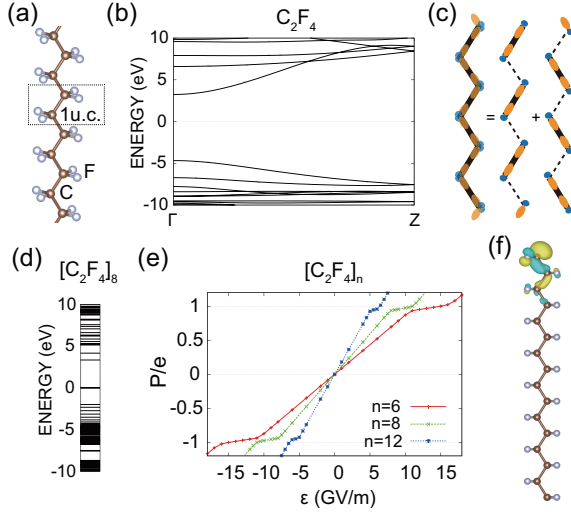 (a)
1u.c.
F
C
(b)
C₂F₄
ENERGY (eV)
10
5
0
-5
-10
Γ
Z
(c)
=
+
(d)
[C₂F₄]₈
ENERGY (eV)
10
5
0
-5
-10
(e)
[C₂F₄]ₙ
P/e
1
0.5
0
-0.5
-1
n=6
n=8
n=12
-15
-10
-5
0
5
10
15
ε (GV/m)
(f)